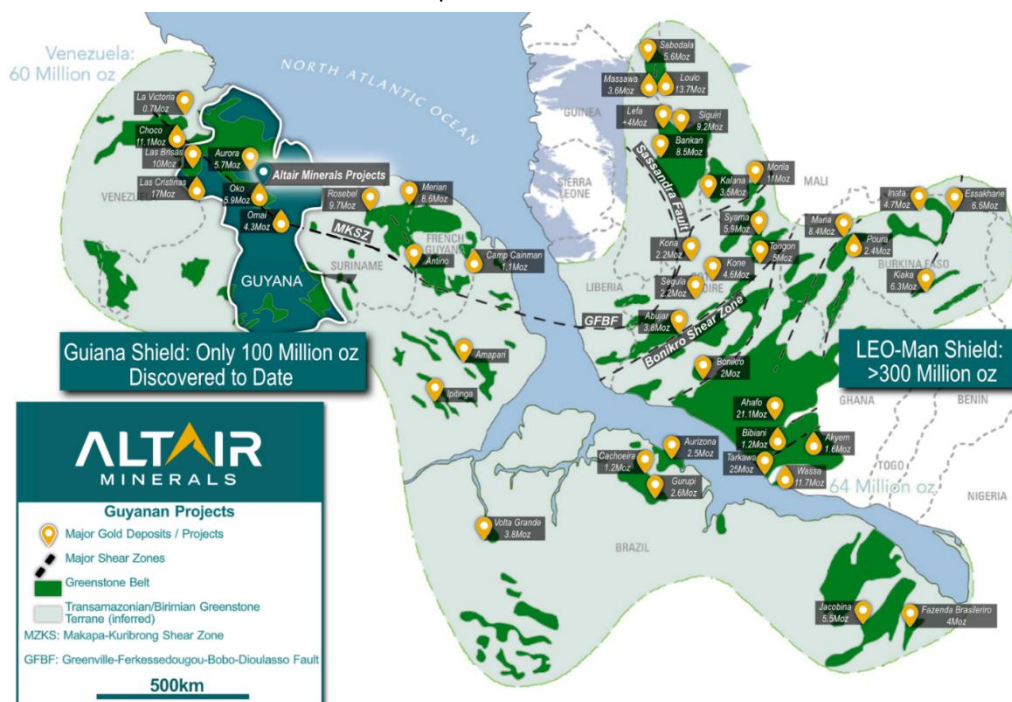 Venezuela:
60 Million oz
NORTH ATLANTIC OCEAN
La Victoria
0.7Moz
Choco
11.1Moz
Las Brisas
10Moz
Las Cristinas
17Moz
VENEZUELA
Aurora
5.7Moz
Altair Minerals Projects
Oko
5.9Moz
Omai
4.3Moz
GUYANA
Rosebel
9.7Moz
Merian
8.6Moz
MKSZ
SURINAME
FRENCH
GUYANA
Antino
Camp Cainman
1.1Moz
GFBF
Amapari
Ipitinga
Guiana Shield: Only 100 Million oz
Discovered to Date
Sabodala
5.6Moz
Massawa
3.6Moz
Loulo
13.7Moz
GUINEA
Lefa
+4Moz
Siguiri
9.2Moz
Bankan
8.5Moz
Sassandra Fault
SIERRA
LEONE
Kalana
3.5Moz
Morila
11Moz
MALI
Syama
5.9Moz
Kona
2.2Moz
Tongon
5Moz
Kone
4.6Moz
Segula
2.2Moz
IVOIRE
LIBERIA
Abujar
3.8Moz
Bonikro Shear Zone
Bonikro
2Moz
Mana
8.4Moz
Poura
2.4Moz
Inata
4.7Moz
Essakhane
6.6Moz
BURKINA FASO
Kiaka
6.3Moz
LEO-Man Shield:
>300 Million oz
GHANA
BENIN
TOGO
NIGERIA
Ahafo
21.1Moz
Bibiani
1.2Moz
Akyem
1.6Moz
Tarkawa
25Moz
Wassa
11.7Moz
64 Million oz
Aurizona
2.5Moz
Cachoeira
1.2Moz
Gurupi
2.6Moz
Volta Grande
3.8Moz
BRAZIL
Jacobina
5.5Moz
Fazenda Brasileriro
4Moz
ALTAIR
MINERALS
Guyanan Projects
Major Gold Deposits / Projects
Major Shear Zones
Greenstone Belt
Transamazonian/Birimian Greenstone
Terrane (inferred)
MZKS: Makapa-Kuribrong Shear Zone
GFBF: Greenville-Ferkessedougou-Bobo-Dioulasso Fault
500km